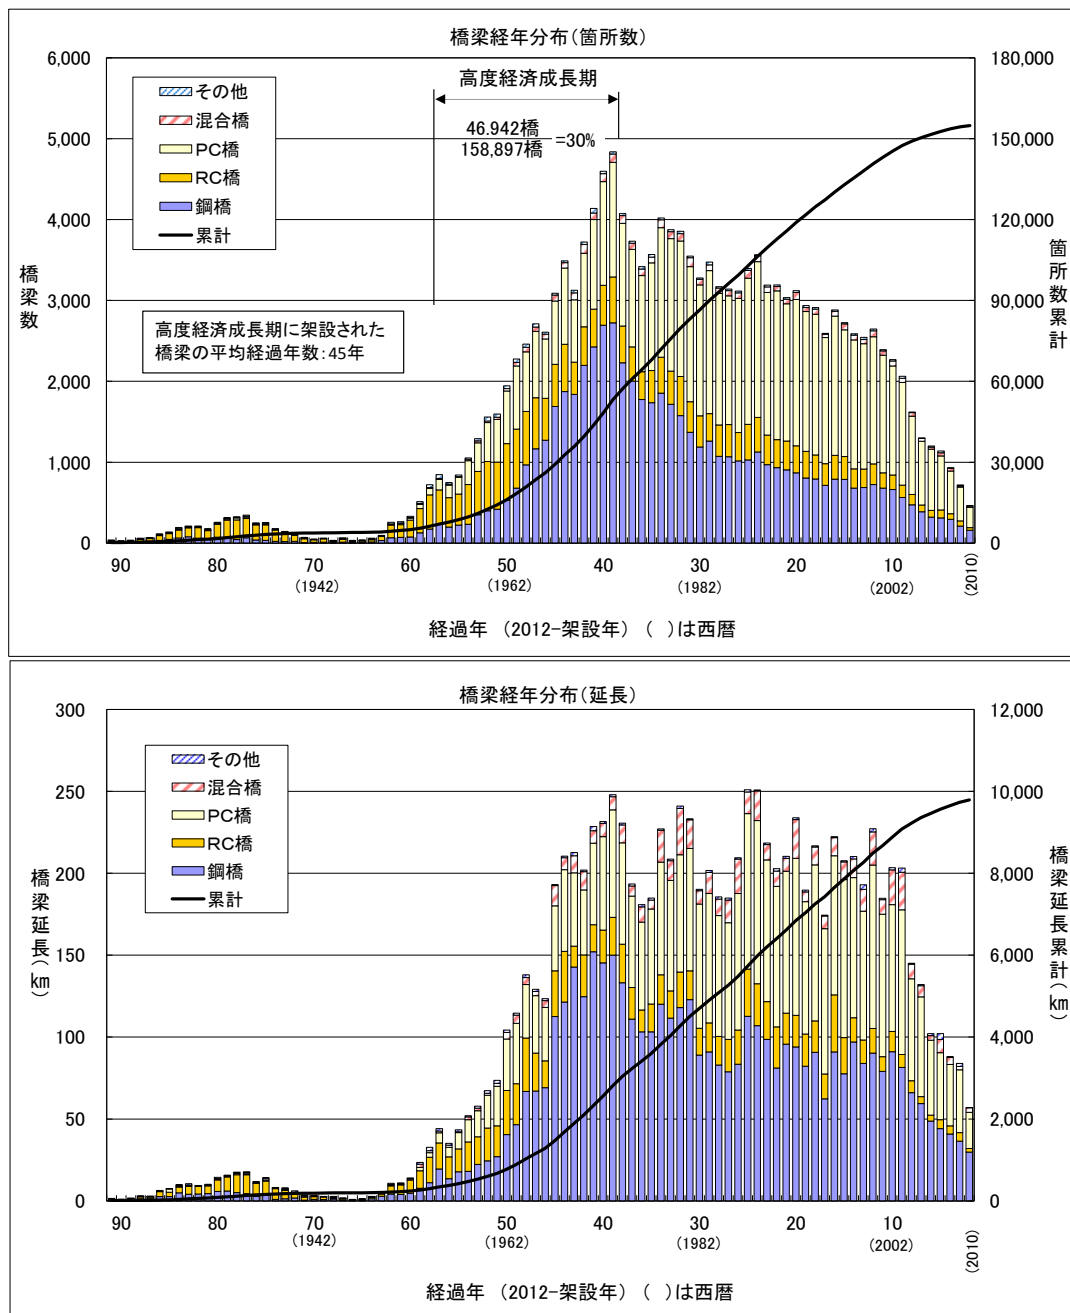 橋梁経年分布(箇所数)
6,000
5,000
4,000
3,000
2,000
1,000
0
180,000
150,000
120,000
90,000
60,000
30,000
0
橋梁数
箇所数累計
その他
混合橋
PC橋
RC橋
鋼橋
累計
高度経済成長期
46.942橋
158,897橋
=30%
高度経済成長期に架設された
橋梁の平均経過年数:45年
90 80 70 60 50 40 30 20 10
(1942) (1962) (1982) (2002) (2010)
経過年 (2012-架設年) ( )は西暦
橋梁経年分布(延長)
300
250
200
150
100
50
0
12,000
10,000
8,000
6,000
4,000
2,000
0
橋梁延長(km)
橋梁延長累計(km)
その他
混合橋
PC橋
RC橋
鋼橋
累計
90 80 70 60 50 40 30 20 10
(1942) (1962) (1982) (2002) (2010)
経過年 (2012-架設年) ( )は西暦